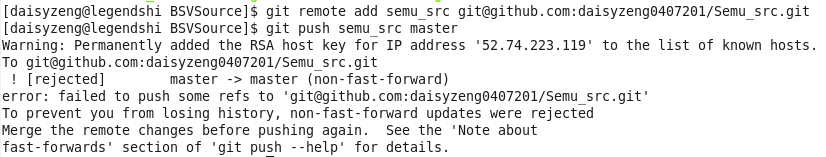 [daisyzeng@legendshi BSVSource]$ git remote add semu_src git@github.com:daisyzeng0407201/Semu_src.git
[daisyzeng@legendshi BSVSource]$ git push semu_src master
Warning: Permanently added the RSA host key for IP address '52.74.223.119' to the list of known hosts.
To git@github.com:daisyzeng0407201/Semu_src.git
 ! [rejected]        master -> master (non-fast-forward)
error: failed to push some refs to 'git@github.com:daisyzeng0407201/Semu_src.git'
To prevent you from losing history, non-fast-forward updates were rejected
Merge the remote changes before pushing again.  See the 'Note about
fast-forwards' section of 'git push --help' for details.